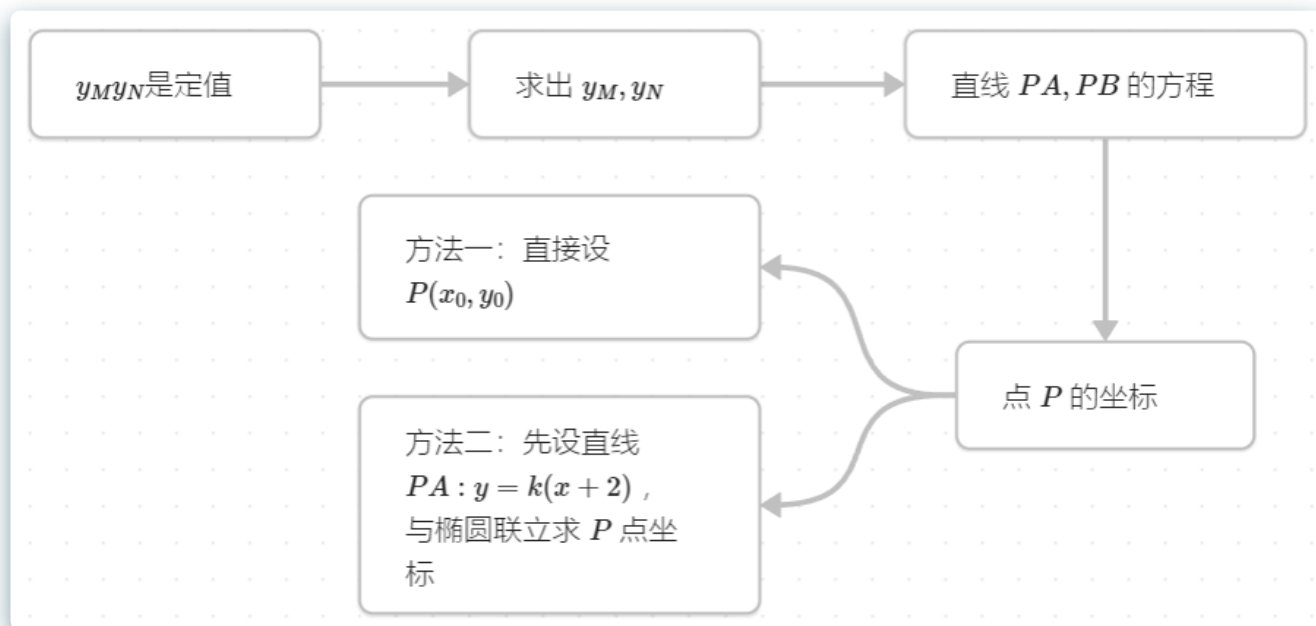 y_M y_N是定值
求出 y_M, y_N
直线 PA, PB 的方程
方法一：直接设
P(x_0, y_0)
点 P 的坐标
方法二：先设直线
PA : y = k(x + 2) ，
与椭圆联立求 P 点坐
标